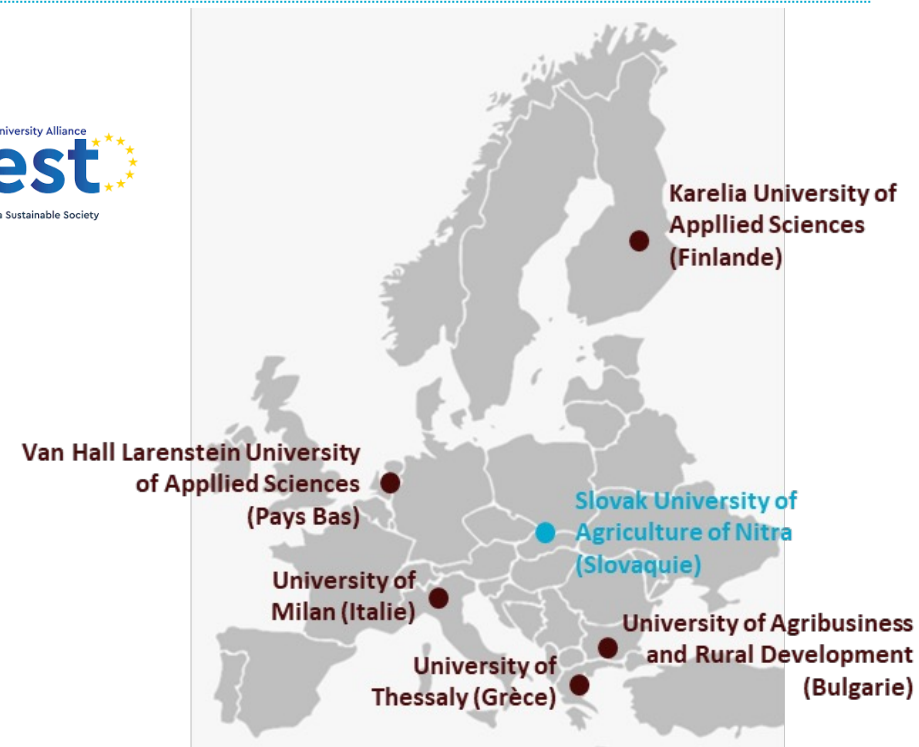 niversity Alliance
est
a Sustainable Society
Karelia University of
Appllied Sciences
(Finlande)
Van Hall Larenstein University
of Appllied Sciences
(Pays Bas)
Slovak University of
Agriculture of Nitra
(Slovaquie)
University of
Milan (Italie)
University of Agribusiness
and Rural Development
(Bulgarie)
University of
Thessaly (Grèce)